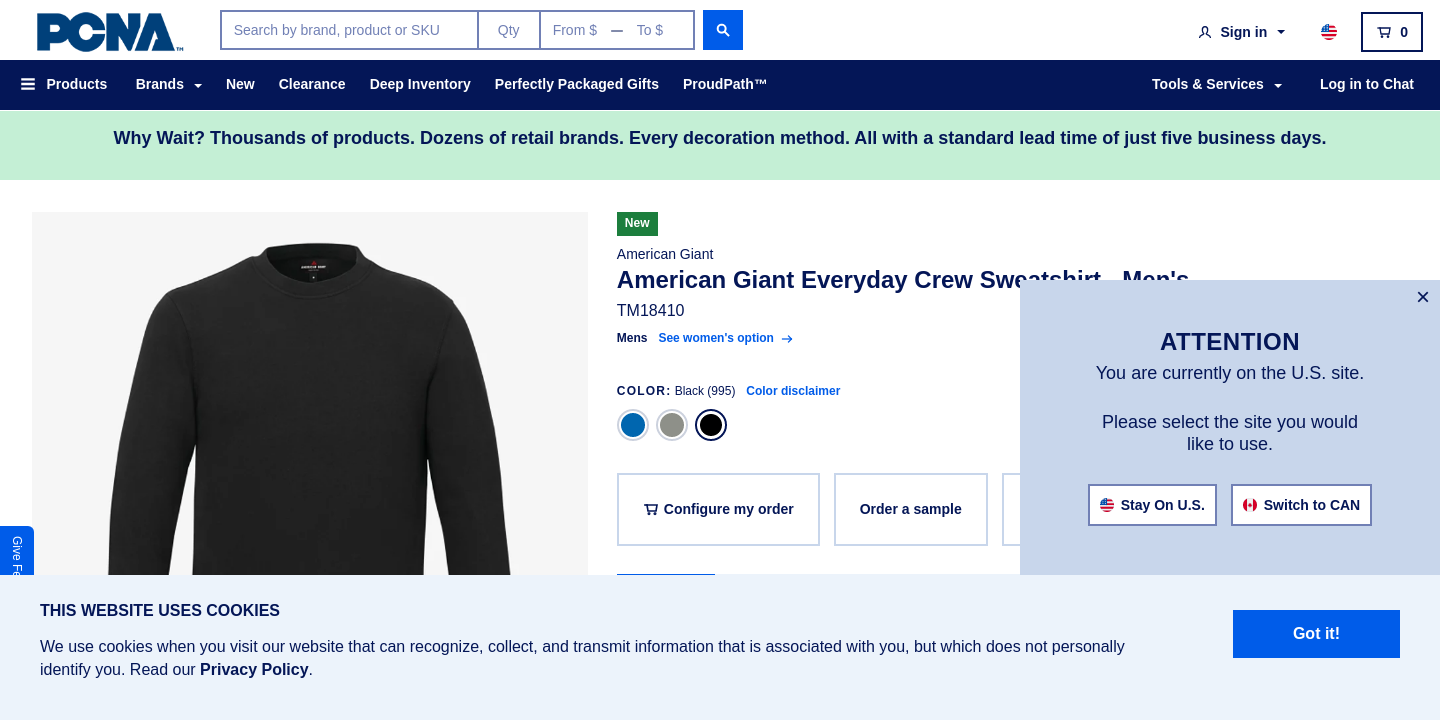 PCNA™
Search by brand, product or SKU
Qty
From $ — To $
Sign in
0
Products
Brands
New
Clearance
Deep Inventory
Perfectly Packaged Gifts
ProudPath™
Tools & Services
Log in to Chat
Why Wait? Thousands of products. Dozens of retail brands. Every decoration method. All with a standard lead time of just five business days.
New
American Giant
American Giant Everyday Crew Sweatshirt - Men's
TM18410
Mens See women's option
COLOR: Black (995) Color disclaimer
Configure my order
Order a sample
×
ATTENTION
You are currently on the U.S. site.
Please select the site you would
like to use.
Stay On U.S.
Switch to CAN
Give Fe
THIS WEBSITE USES COOKIES
We use cookies when you visit our website that can recognize, collect, and transmit information that is associated with you, but which does not personally
identify you. Read our Privacy Policy.
Got it!